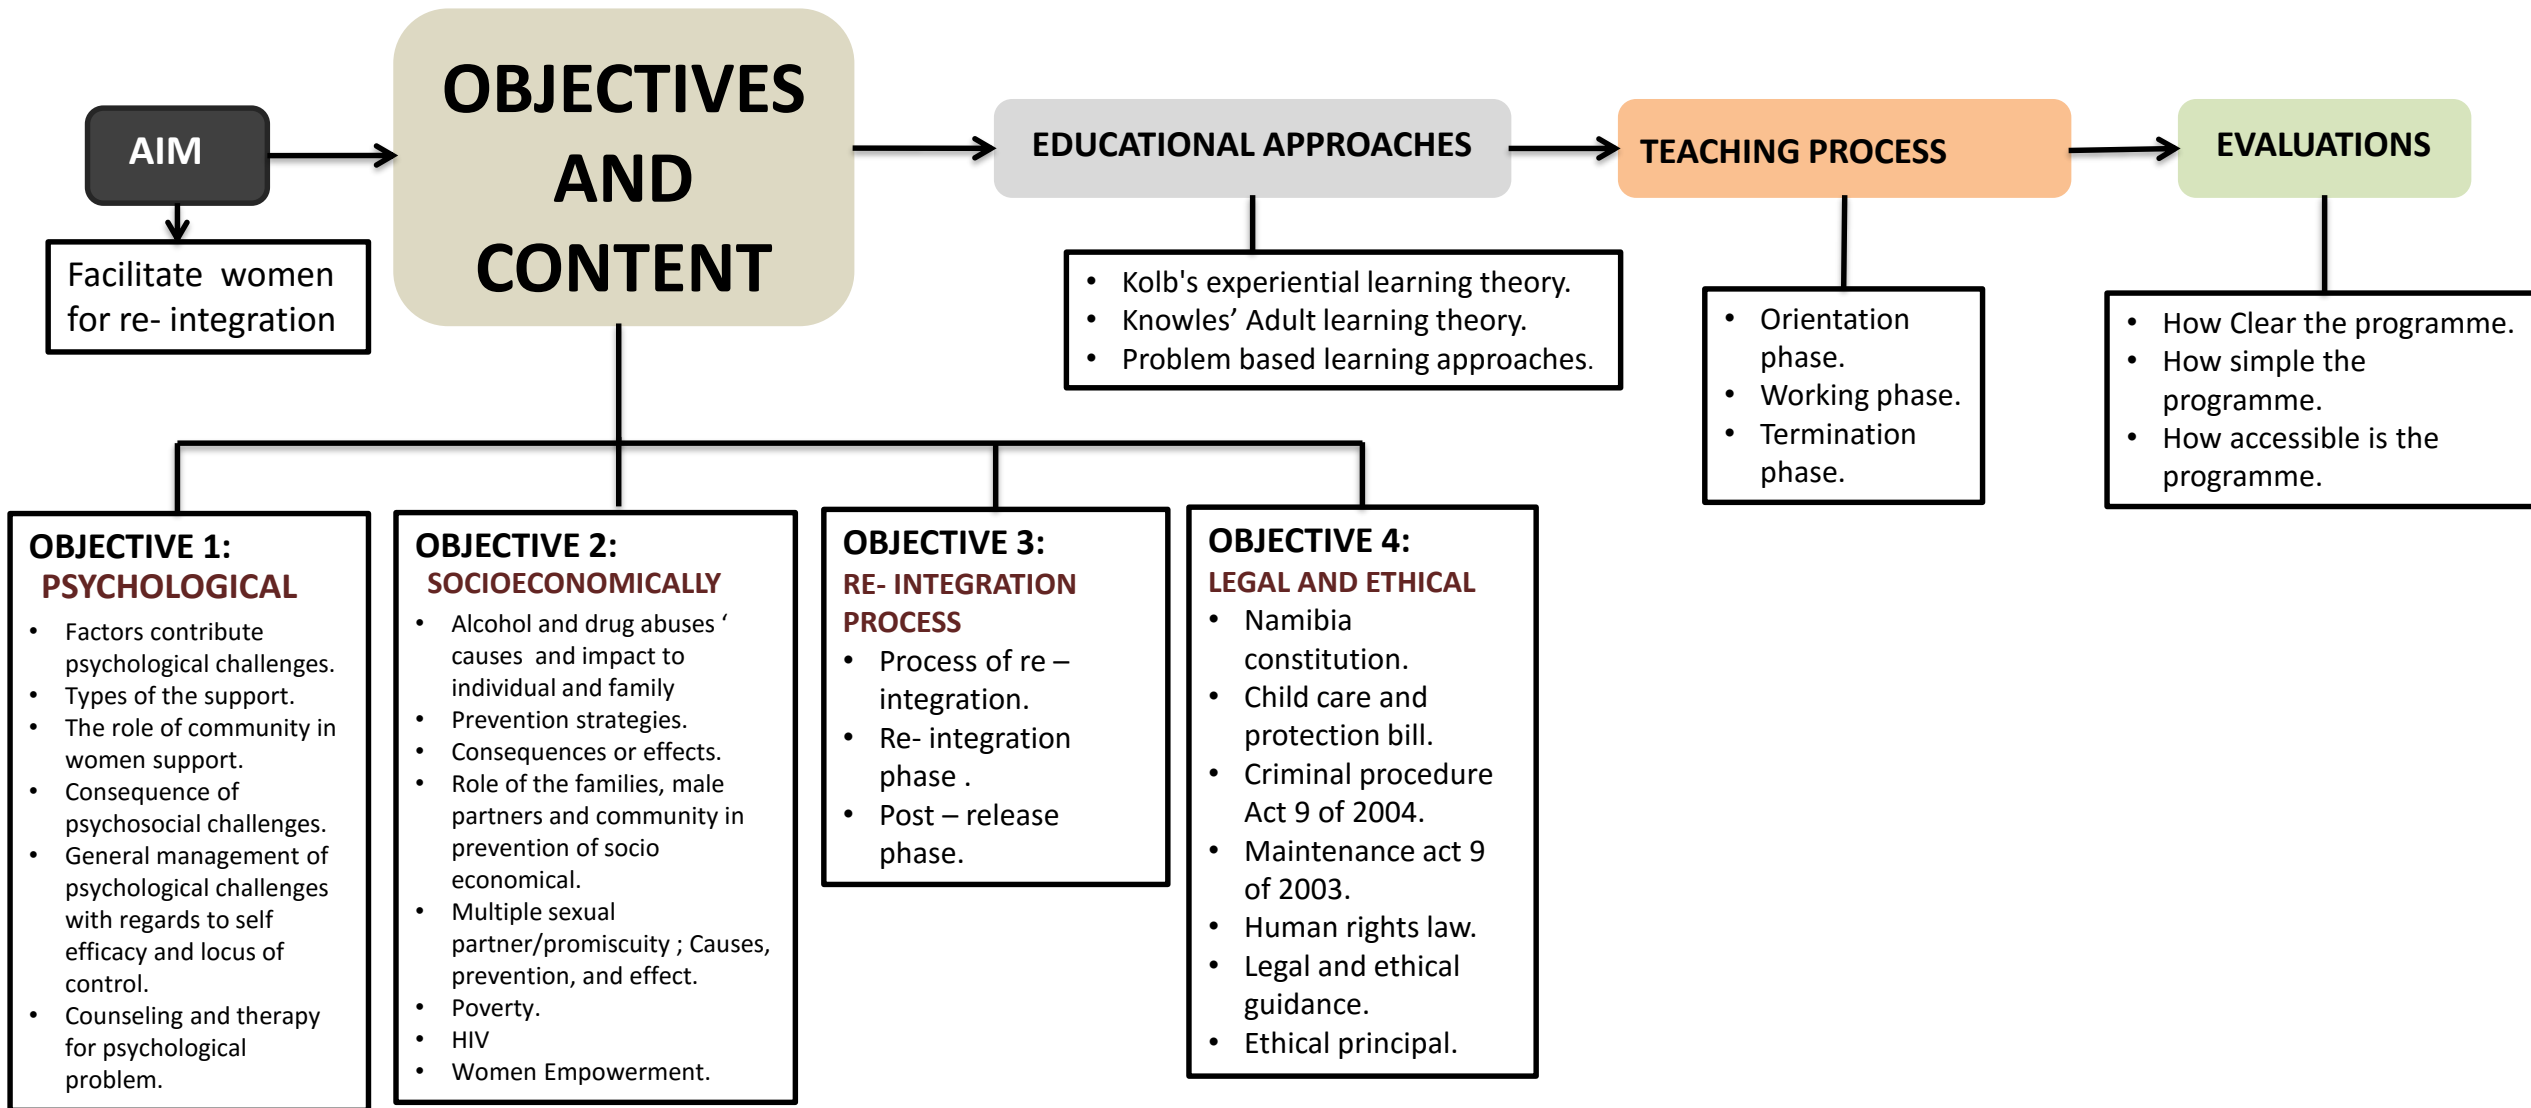 AIM
Facilitate  women
for re- integration
OBJECTIVES
AND
CONTENT
EDUCATIONAL APPROACHES
• Kolb's experiential learning theory.
• Knowles’ Adult learning theory.
• Problem based learning approaches.
TEACHING PROCESS
• Orientation
phase.
• Working phase.
• Termination
phase.
EVALUATIONS
• How Clear the programme.
• How simple the
programme.
• How accessible is the
programme.
OBJECTIVE 1:
PSYCHOLOGICAL
• Factors contribute
psychological challenges.
• Types of the support.
• The role of community in
women support.
• Consequence of
psychosocial challenges.
• General management of
psychological challenges
with regards to self
efficacy and locus of
control.
• Counseling and therapy
for psychological
problem.
OBJECTIVE 2:
SOCIOECONOMICALLY
• Alcohol and drug abuses ‘
causes  and impact to
individual and family
• Prevention strategies.
• Consequences or effects.
• Role of the families, male
partners and community in
prevention of socio
economical.
• Multiple sexual
partner/promiscuity ; Causes,
prevention, and effect.
• Poverty.
• HIV
• Women Empowerment.
OBJECTIVE 3:
RE- INTEGRATION
PROCESS
• Process of re –
integration.
• Re- integration
phase .
• Post – release
phase.
OBJECTIVE 4:
LEGAL AND ETHICAL
• Namibia
constitution.
• Child care and
protection bill.
• Criminal procedure
Act 9 of 2004.
• Maintenance act 9
of 2003.
• Human rights law.
• Legal and ethical
guidance.
• Ethical principal.